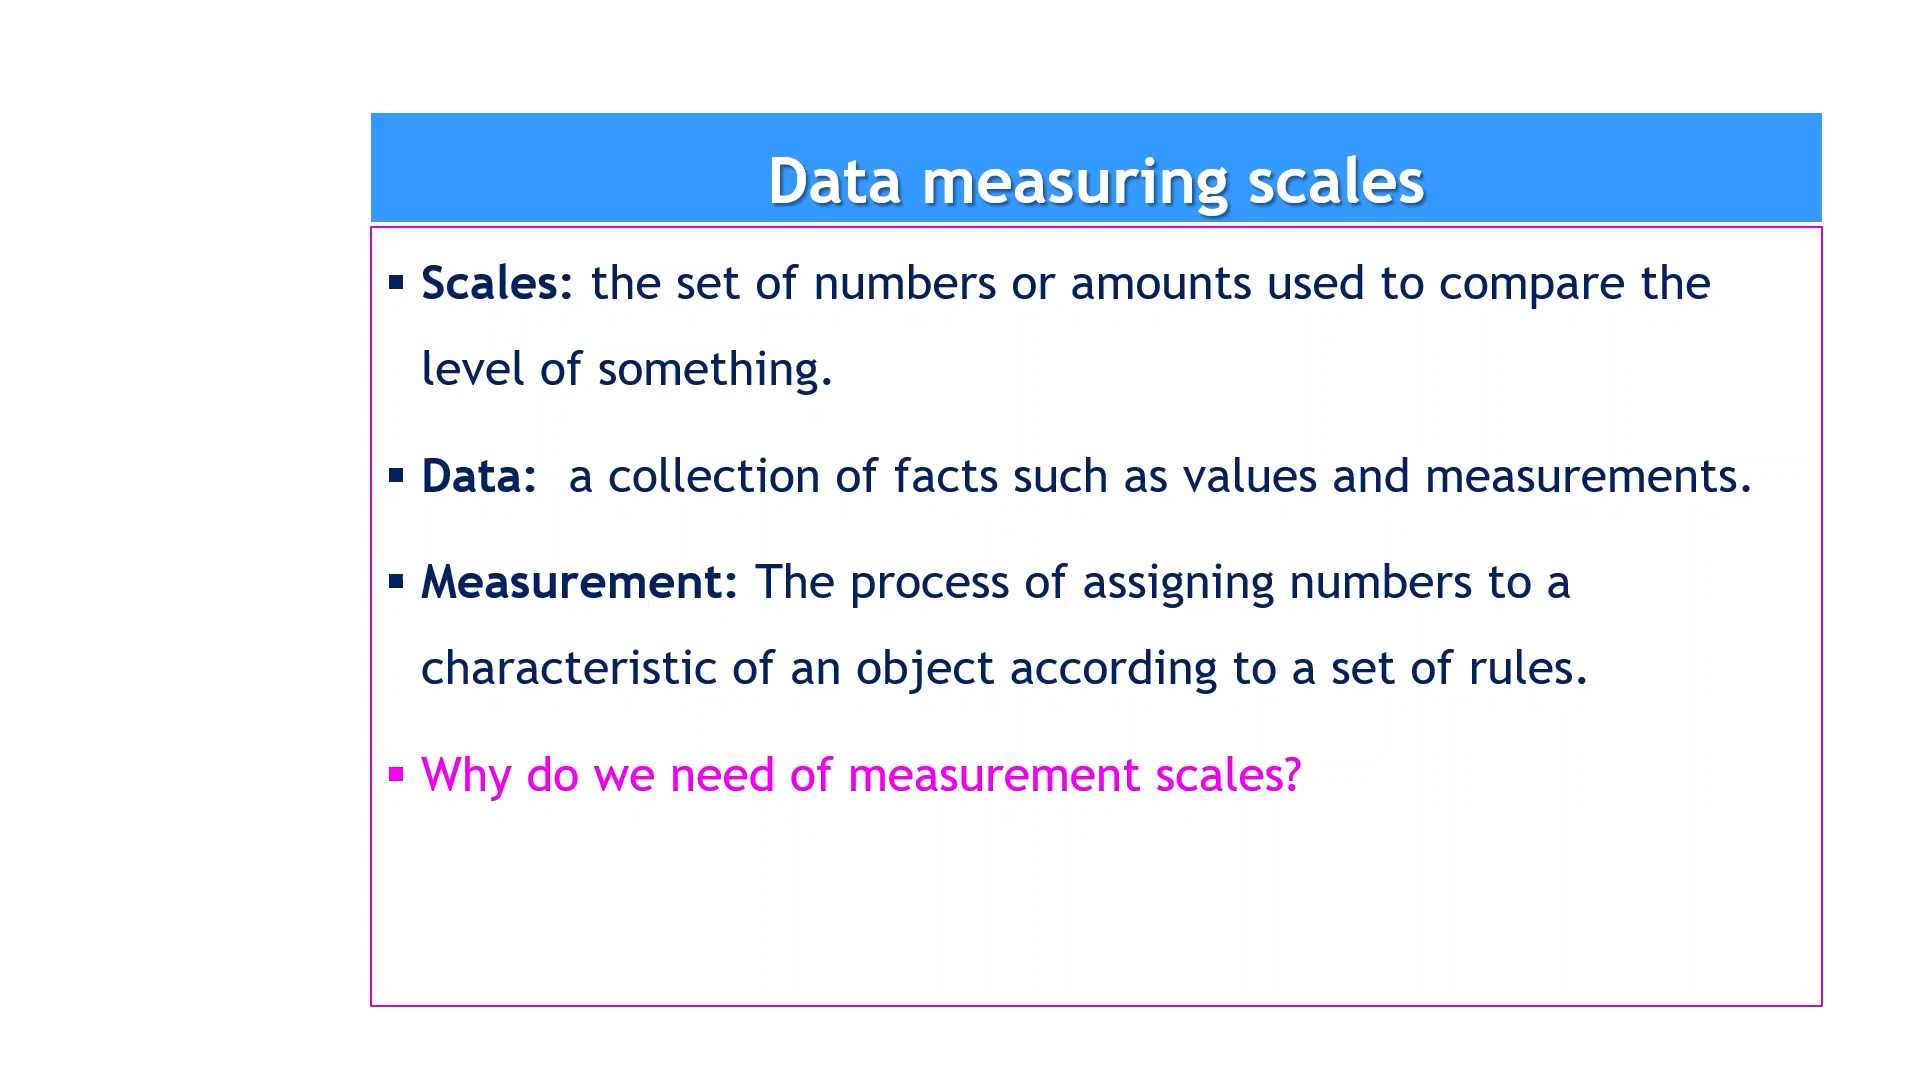 Data measuring scales
▪ Scales: the set of numbers or amounts used to compare the
level of something.
▪ Data: a collection of facts such as values and measurements.
▪ Measurement: The process of assigning numbers to a
characteristic of an object according to a set of rules.
▪ Why do we need of measurement scales?